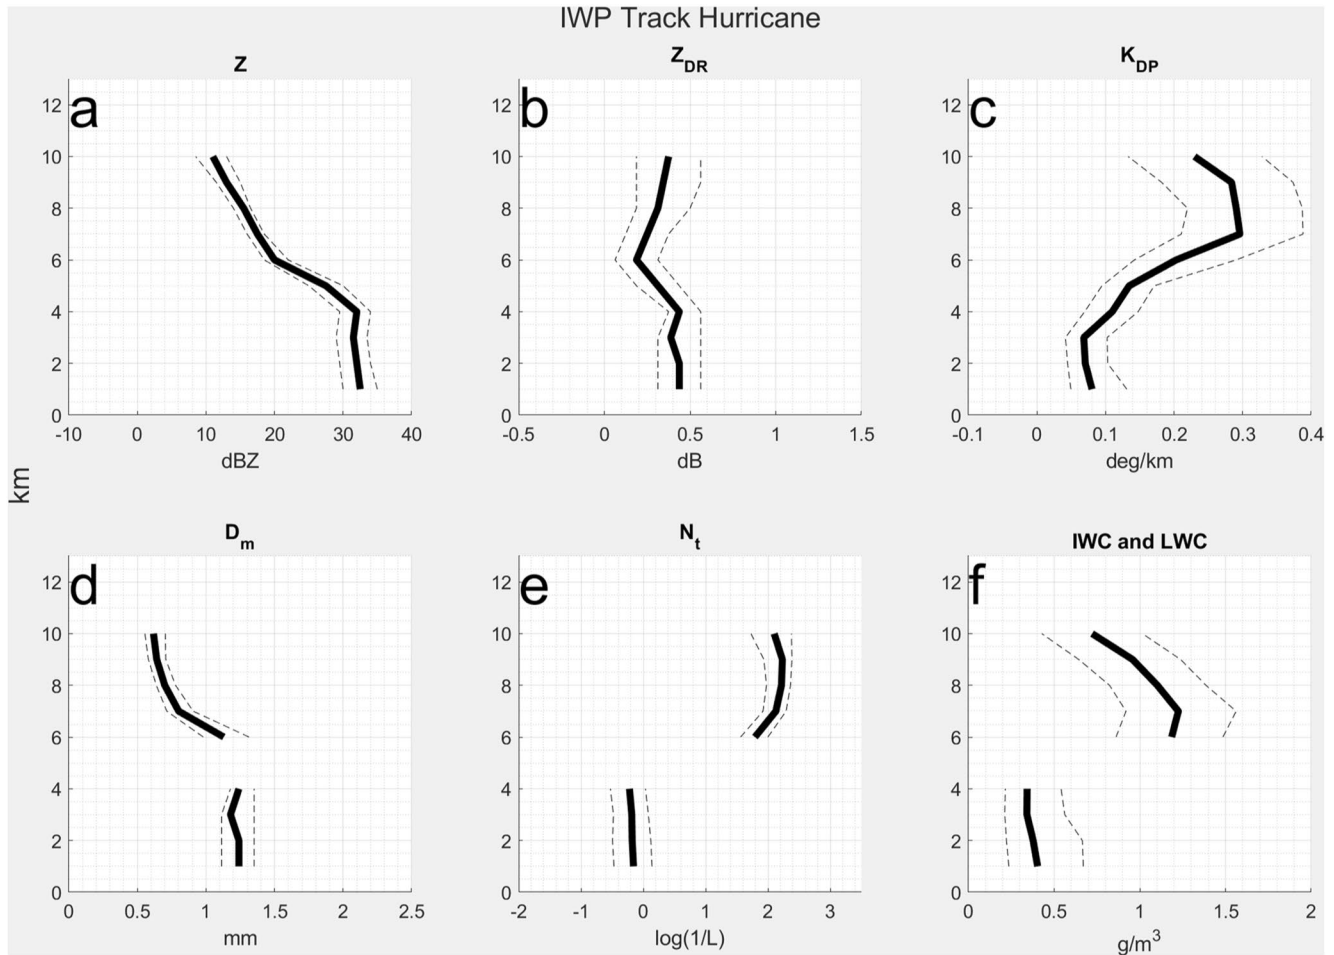 IWP Track Hurricane
Z
a
12
10
8
6
4
2
0
-10 0 10 20 30 40
dBZ
Z_DR
b
12
10
8
6
4
2
0
-0.5 0 0.5 1 1.5
dB
K_DP
c
12
10
8
6
4
2
0
-0.1 0 0.1 0.2 0.3 0.4
deg/km
km
D_m
d
12
10
8
6
4
2
0
0 0.5 1 1.5 2 2.5
mm
N_t
e
12
10
8
6
4
2
0
-2 -1 0 1 2 3
log(1/L)
IWC and LWC
f
12
10
8
6
4
2
0
0 0.5 1 1.5 2
g/m³